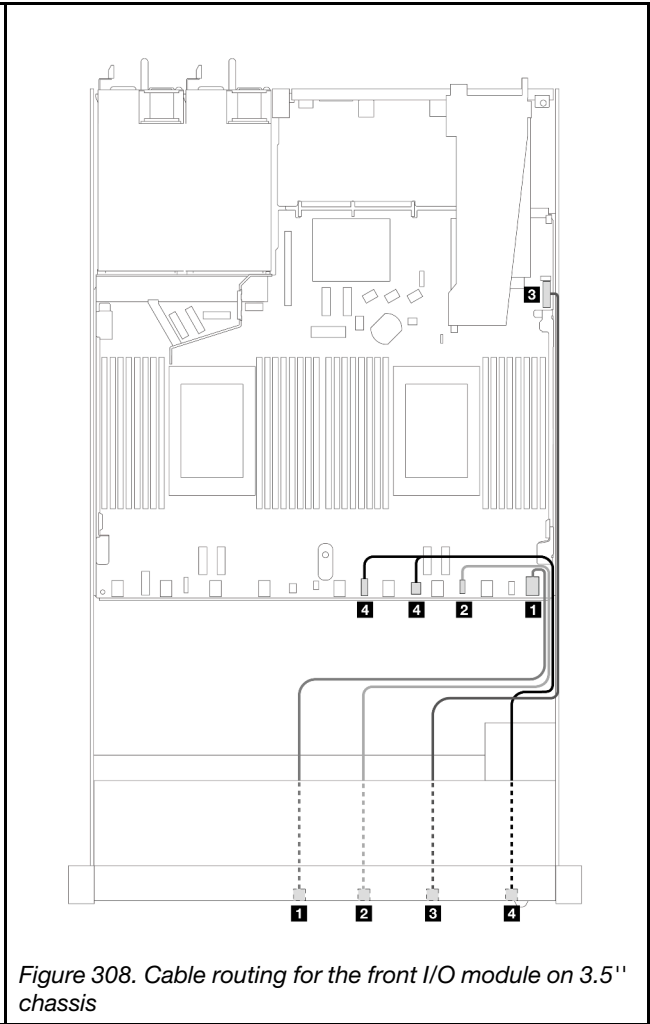 3
4 4 2 1
1 2 3 4
Figure 308. Cable routing for the front I/O module on 3.5''
chassis